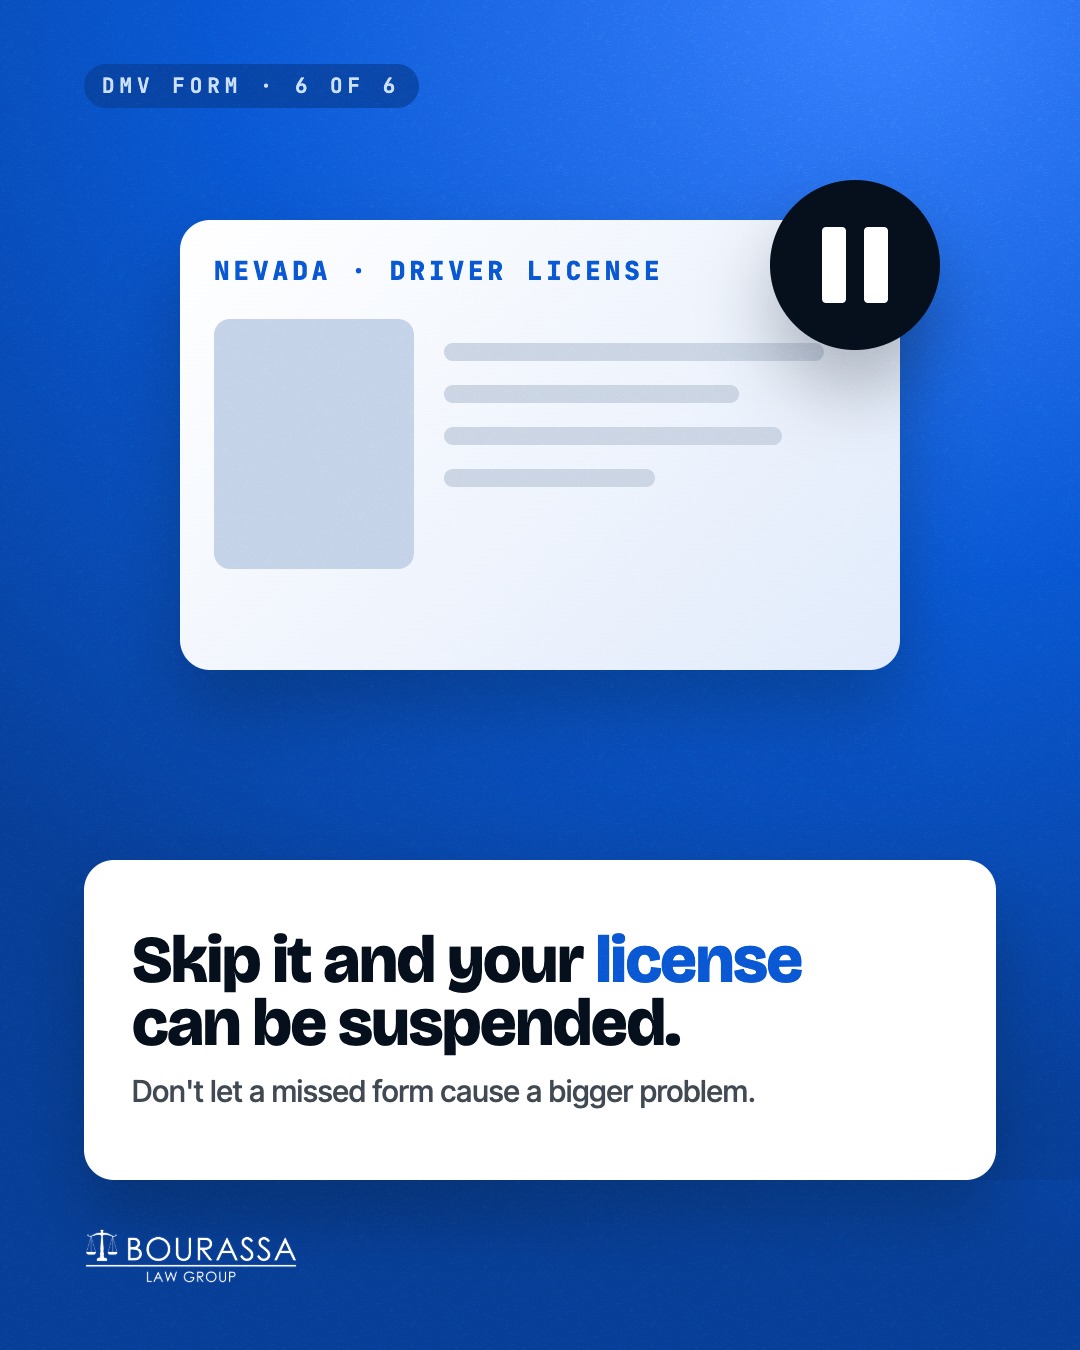 DMV FORM · 6 OF 6
NEVADA · DRIVER LICENSE
Skip it and your license
can be suspended.
Don't let a missed form cause a bigger problem.
BOURASSA
LAW GROUP